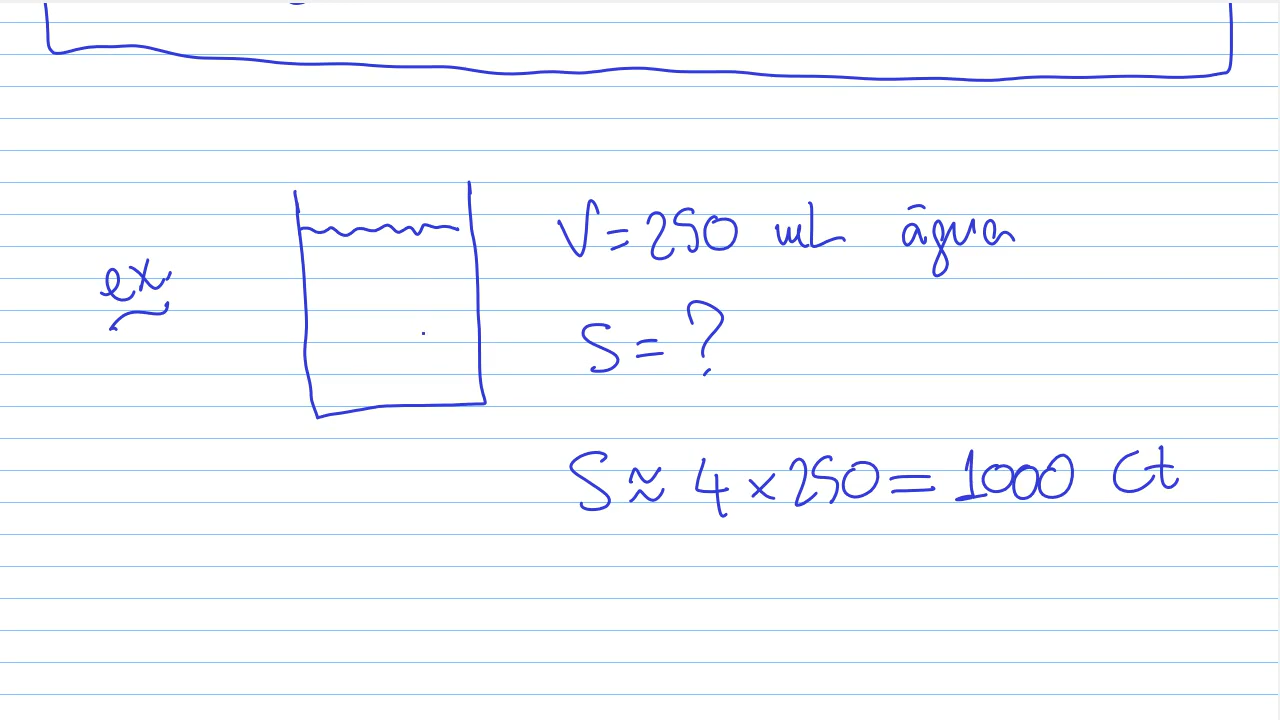 ex.
V = 250 mL água
S = ?
S ≈ 4 × 250 = 1000 Ct